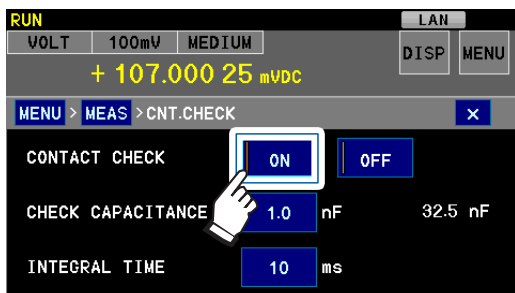 RUN LAN
VOLT 100mV MEDIUM DISP MENU
+ 107.000 25 mVDC
MENU > MEAS > CNT.CHECK ×
CONTACT CHECK ON OFF
CHECK CAPACITANCE 1.0 nF 32.5 nF
INTEGRAL TIME 10 ms